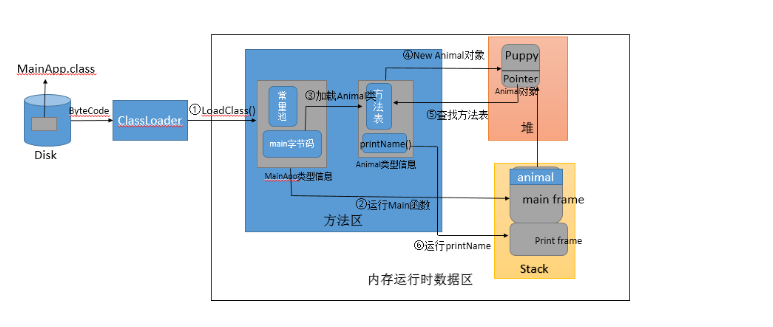 MainApp.class
Disk
ByteCode
ClassLoader
①LoadClass()
常量池
main字节码
MainApp类型信息
③加载Animal类
方法表
printName()
Animal类型信息
②运行Main函数
方法区
④New Animal对象
⑤查找方法表
Puppy
Pointer
Animal对象
堆
animal
main frame
⑥运行printName
Print frame
Stack
内存运行时数据区